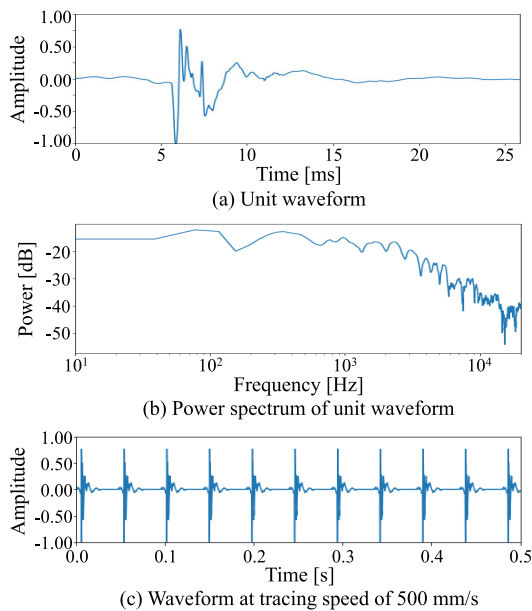 1.00
0.50
0.00
-0.50
-1.00
Amplitude
0 5 10 15 20 25
Time [ms]
(a) Unit waveform
-20
-30
-40
-50
Power [dB]
10¹ 10² 10³ 10⁴
Frequency [Hz]
(b) Power spectrum of unit waveform
1.00
0.50
0.00
-0.50
-1.00
Amplitude
0.0 0.1 0.2 0.3 0.4 0.5
Time [s]
(c) Waveform at tracing speed of 500 mm/s